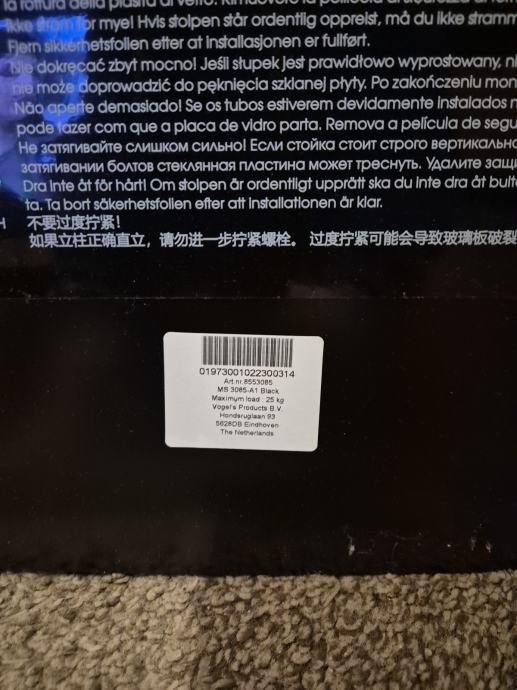 la rottura della piastra di vetro. Rimuovere la pellicola di sicurezza
Ikke stram for mye! Hvis stolpen står ordentlig oppreist, må du ikke stramm
Fjern sikkerhetsfolien etter at installasjonen er fullført.
Nie dokręcać zbyt mocno! Jeśli słupek jest prawidłowo wyprostowany, ni
nie może doprowadzić do pęknięcia szklanej płyty. Po zakończeniu mon
Não aperte demasiado! Se os tubos estiverem devidamente instalados n
pode fazer com que a placa de vidro parta. Remova a película de segu
Не затягивайте слишком сильно! Если стойка стоит строго вертикально
затягивании болтов стеклянная пластина может треснуть. Удалите защи
Dra inte åt för hårt! Om stolpen är ordentligt upprätt ska du inte dra åt bult
ta. Ta bort säkerhetsfolien efter att installationen är klar.
H 不要过度拧紧！
如果立柱正确直立，请勿进一步拧紧螺栓。 过度拧紧可能会导致玻璃板破裂
01973001022300314
Art.nr.8553085
MS 3085-A1 Black
Maximum load : 25 kg
Vogel's Products B.V.
Hondsruglaan 93
5628DB Eindhoven
The Netherlands